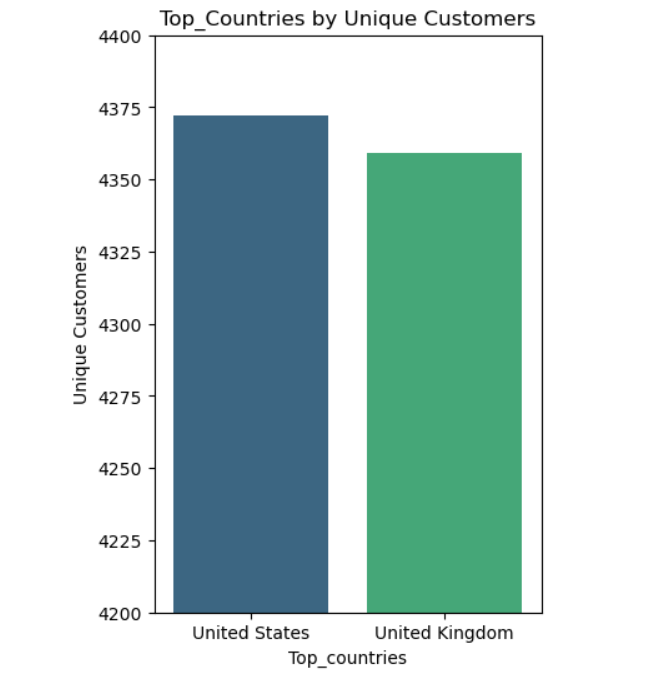 Top_Countries by Unique Customers
4400
4375
4350
4325
4300
4275
4250
4225
4200
Unique Customers
United States United Kingdom
Top_countries